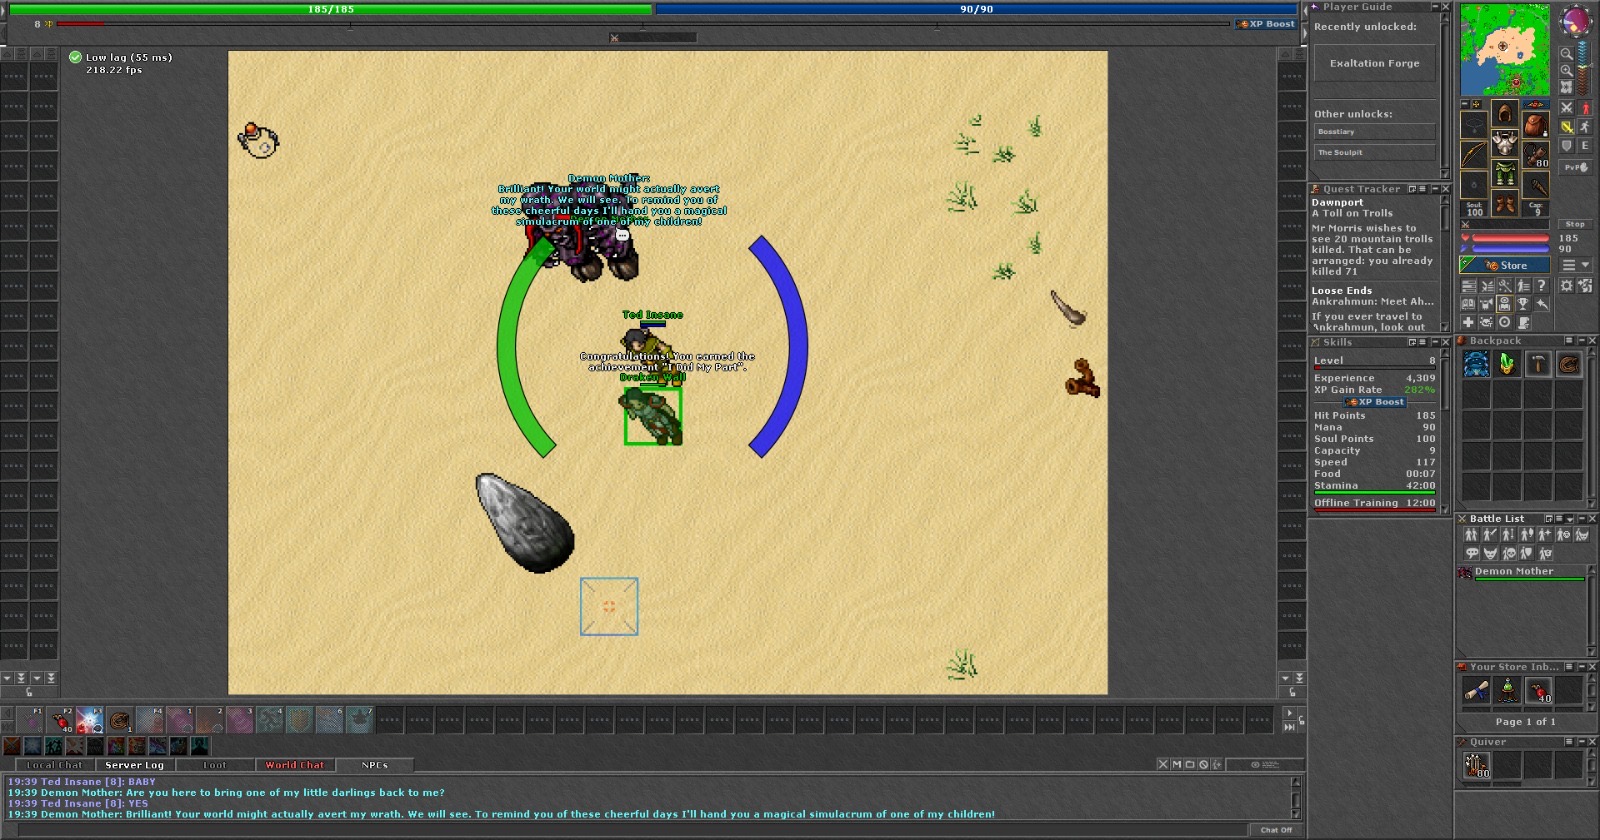 185/185
90/90
8
XP Boost
Low lag (55 ms)
218.22 fps
Demon Mother:
Brilliant! Your world might actually avert
my wrath. We will see. To remind you of
these cheerful days I'll hand you a magical
simulacrum of one of my children!
Ted Insane
Congratulations! You earned the
achievement "I Did My Part".
Player Guide
Recently unlocked:
Exaltation Forge
Other unlocks:
Bosstiary
The Soulpit
Quest Tracker
Dawnport
A Toll on Trolls
Mr Morris wishes to
see 20 mountain trolls
killed. That can be
arranged: you already
killed 71
Loose Ends
Ankrahmun: Meet Ah...
If you ever travel to
Ankrahmun, look out
Skills
Level 8
Experience 4,309
XP Gain Rate 282%
XP Boost
Hit Points 185
Mana 90
Soul Points 100
Capacity 9
Speed 117
Food 00:07
Stamina 42:00
Offline Training 12:00
80
Soul:
100
Cap:
9
PvP
Stop
185
90
Store
Backpack
Battle List
Demon Mother
Your Store Inb...
40
Page 1 of 1
Quiver
80
F1
F2
40
F3
1
F4
1
2
3
4
6
7
Local Chat
Server Log
Loot
World Chat
NPCs
19:39 Ted Insane [8]: BABY
19:39 Demon Mother: Are you here to bring one of my little darlings back to me?
19:39 Ted Insane [8]: YES
19:39 Demon Mother: Brilliant! Your world might actually avert my wrath. We will see. To remind you of these cheerful days I'll hand you a magical simulacrum of one of my children!
Chat Off